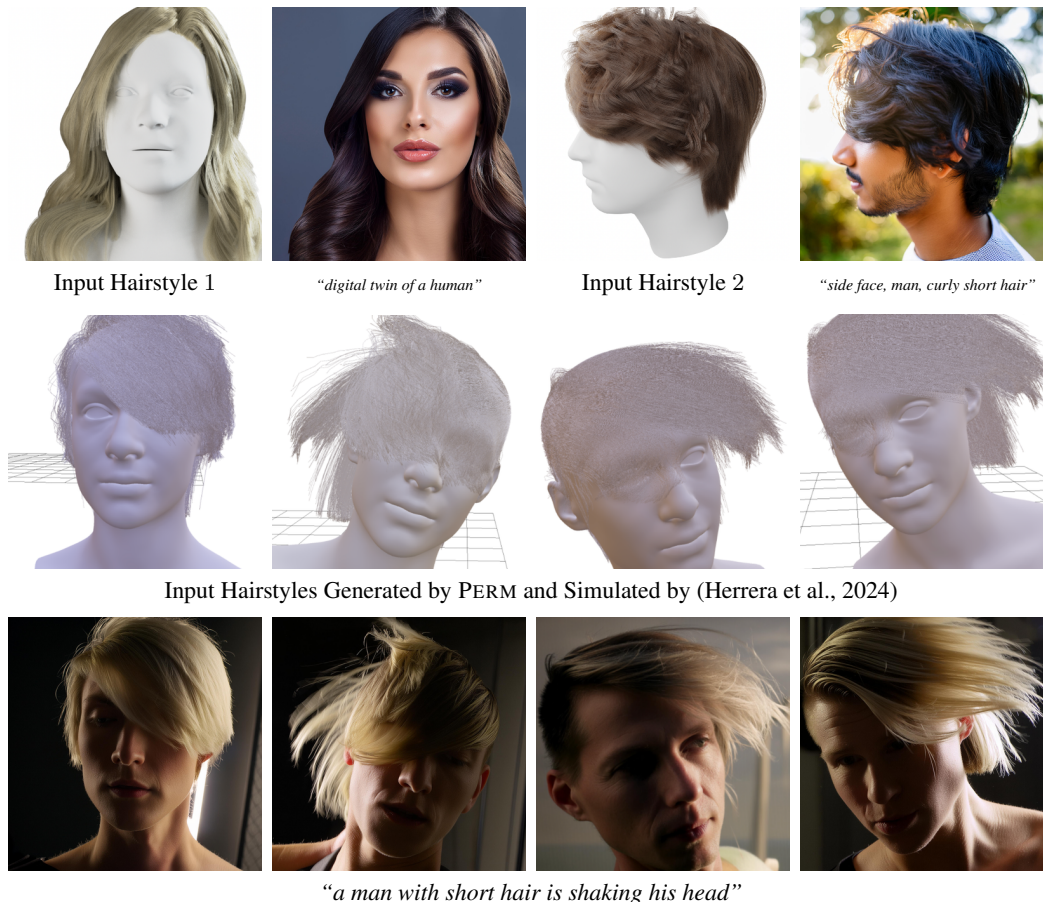 Input Hairstyle 1
“digital twin of a human”
Input Hairstyle 2
“side face, man, curly short hair”
Input Hairstyles Generated by PERM and Simulated by (Herrera et al., 2024)
“a man with short hair is shaking his head”